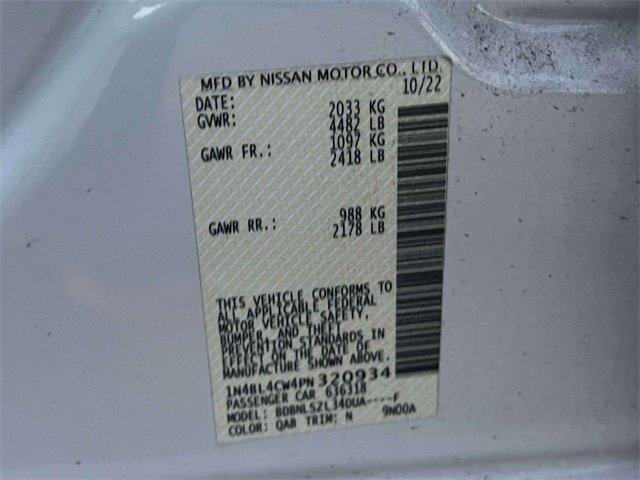 MFD BY NISSAN MOTOR CO., LTD.
DATE: 10/22
GVWR: 2033 KG
4482 LB
GAWR FR.: 1097 KG
2418 LB
GAWR RR.: 988 KG
2178 LB
THIS VEHICLE CONFORMS TO
ALL APPLICABLE FEDERAL
MOTOR VEHICLE SAFETY,
BUMPER, AND THEFT
PREVENTION STANDARDS IN
EFFECT ON THE DATE OF
MANUFACTURE SHOWN ABOVE.
1N4BL4CW4PN320934
PASSENGER CAR 636318
MODEL: BDBNLSZL34DUA----F
COLOR: QAB TRIM: N 9N00A